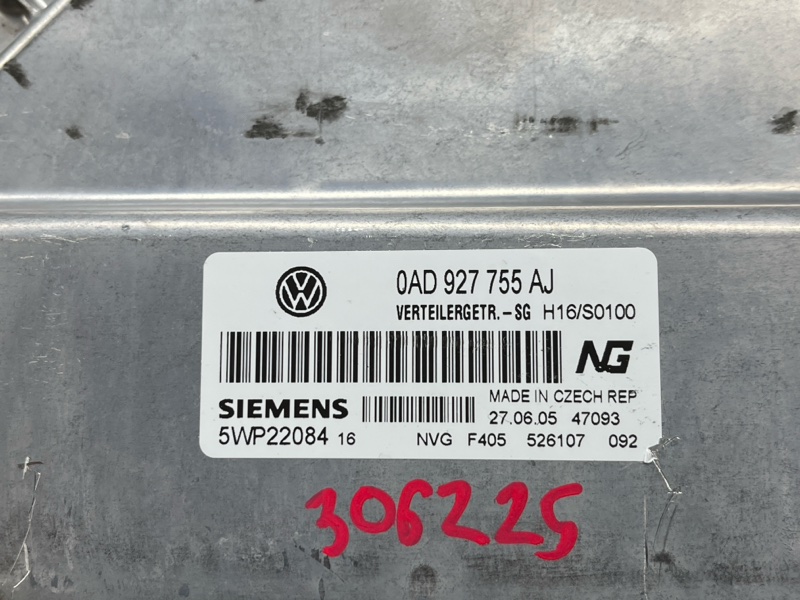 0AD 927 755 AJ
VERTEILERGETR.-SG H16/S0100
NG
MADE IN CZECH REP
SIEMENS 27.06.05 47093
5WP22084 16 NVG F405 526107 092
306225